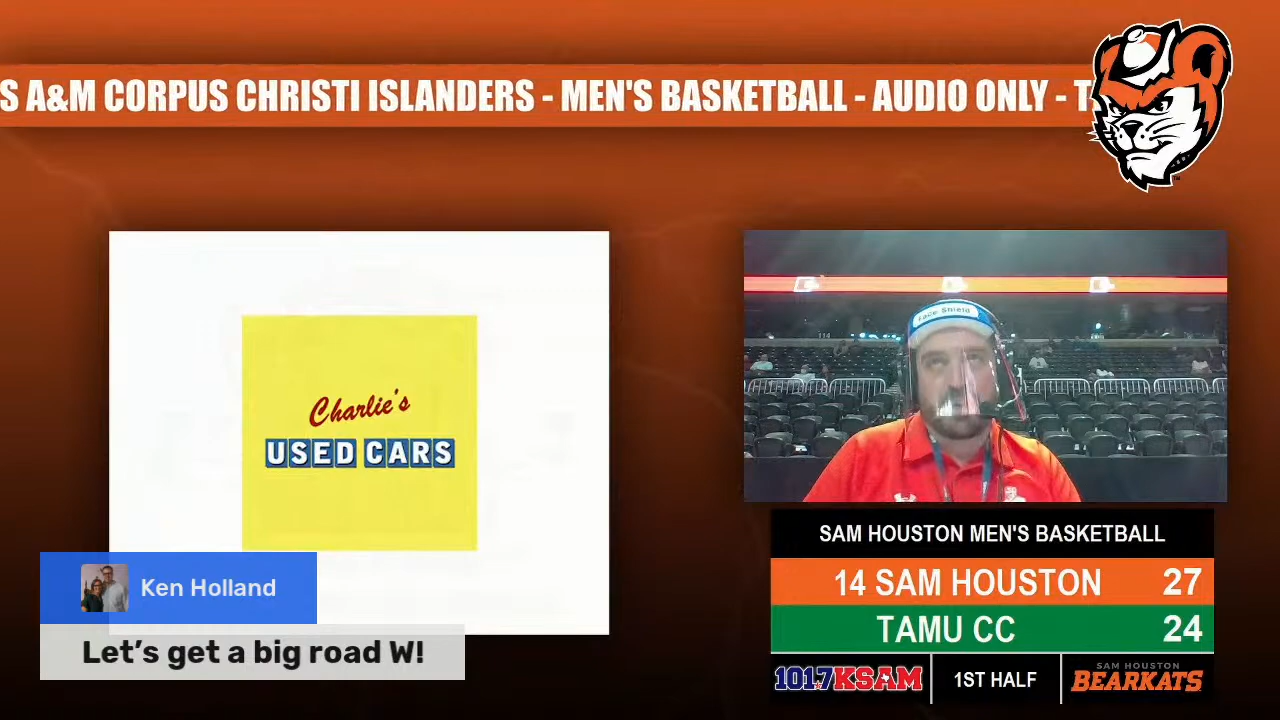 S A&M CORPUS CHRISTI ISLANDERS - MEN'S BASKETBALL - AUDIO ONLY - T
Charlie's
USED CARS
Ken Holland
Let's get a big road W!
114
Face Shield
SAM HOUSTON MEN'S BASKETBALL
14 SAM HOUSTON 27
TAMU CC 24
101.7 KSAM
1ST HALF
SAM HOUSTON
BEARKATS